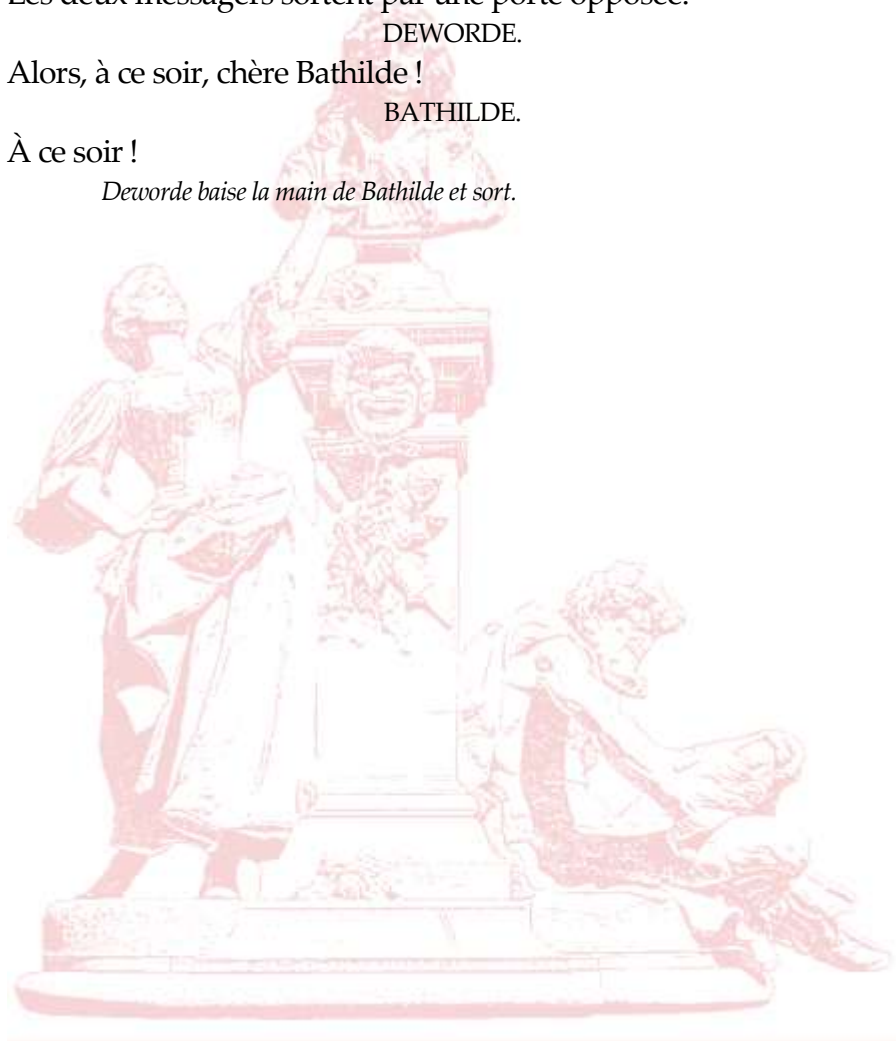 Les deux messagers sortent par une porte opposée.
DEWORDE.
Alors, à ce soir, chère Bathilde !
BATHILDE.
À ce soir !
Deworde baise la main de Bathilde et sort.